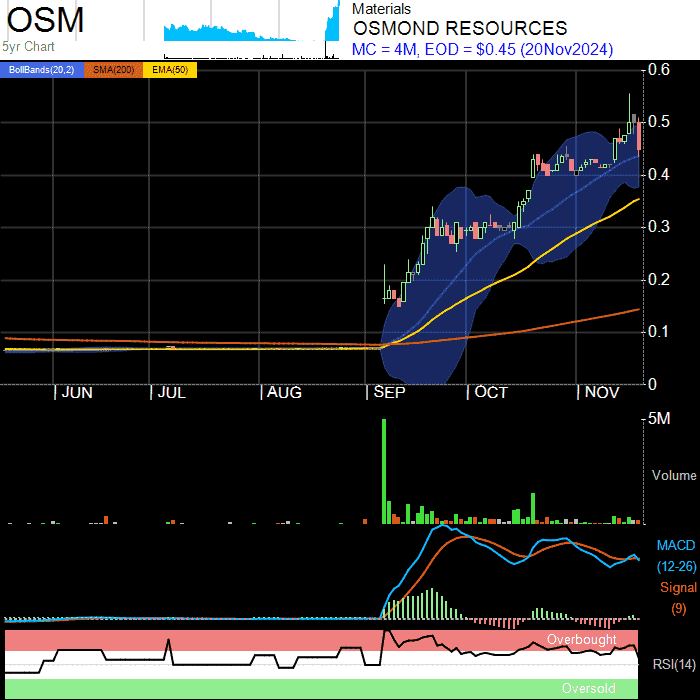 OSM
5yr Chart
Materials
OSMOND RESOURCES
MC = 4M, EOD = $0.45 (20Nov2024)
BollBands(20,2) SMA(200) EMA(50)
0.6
0.5
0.4
0.3
0.2
0.1
0
JUN JUL AUG SEP OCT NOV
5M
Volume
MACD
(12-26)
Signal
(9)
Overbought
RSI(14)
Oversold